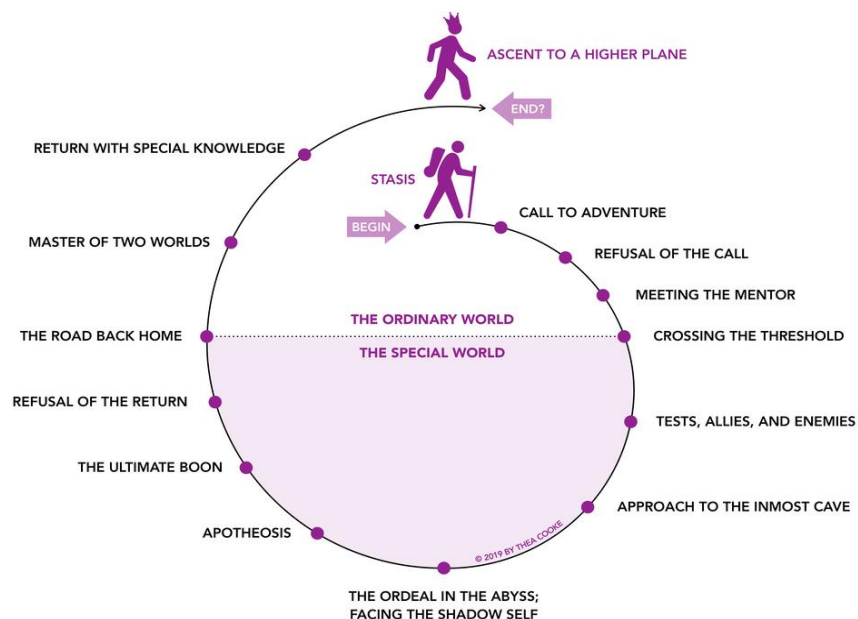 ASCENT TO A HIGHER PLANE
END?
RETURN WITH SPECIAL KNOWLEDGE
STASIS
BEGIN
CALL TO ADVENTURE
MASTER OF TWO WORLDS
REFUSAL OF THE CALL
MEETING THE MENTOR
THE ORDINARY WORLD
THE ROAD BACK HOME
CROSSING THE THRESHOLD
THE SPECIAL WORLD
REFUSAL OF THE RETURN
TESTS, ALLIES, AND ENEMIES
THE ULTIMATE BOON
APPROACH TO THE INMOST CAVE
APOTHEOSIS
© 2019 BY THEA COOKE
THE ORDEAL IN THE ABYSS;
FACING THE SHADOW SELF